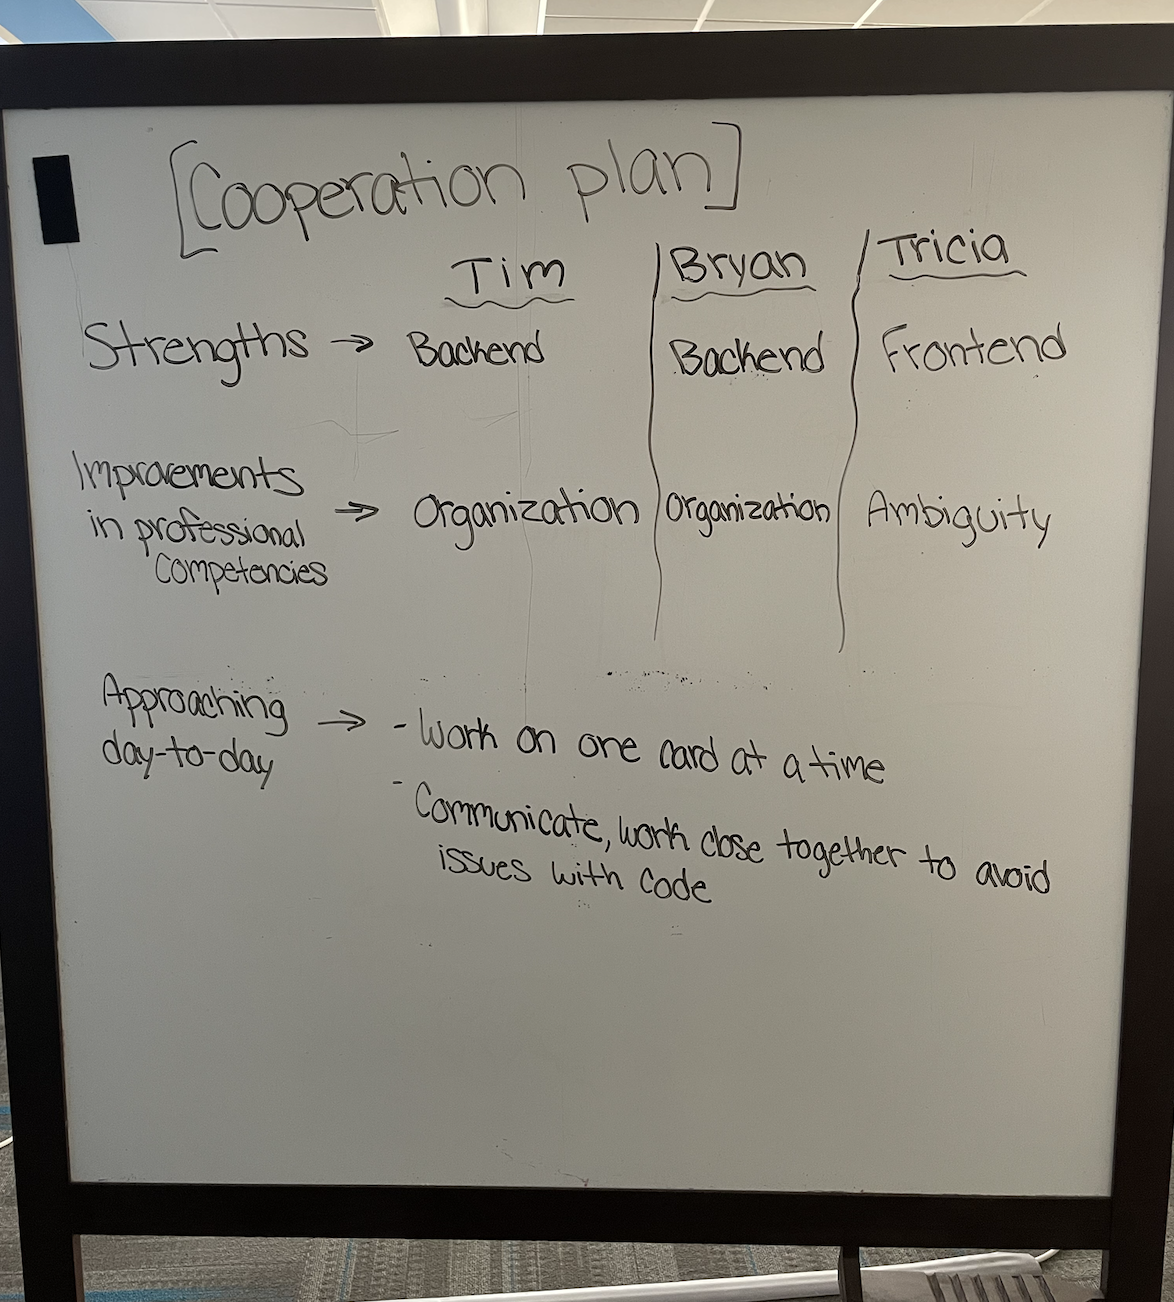 [Cooperation plan]
Tim Bryan Tricia
Strengths → Backend Backend Frontend
Improvements
in professional → Organization Organization Ambiguity
Competencies
Approaching → - Work on one card at a time
day-to-day
- Communicate, work close together to avoid
issues with code